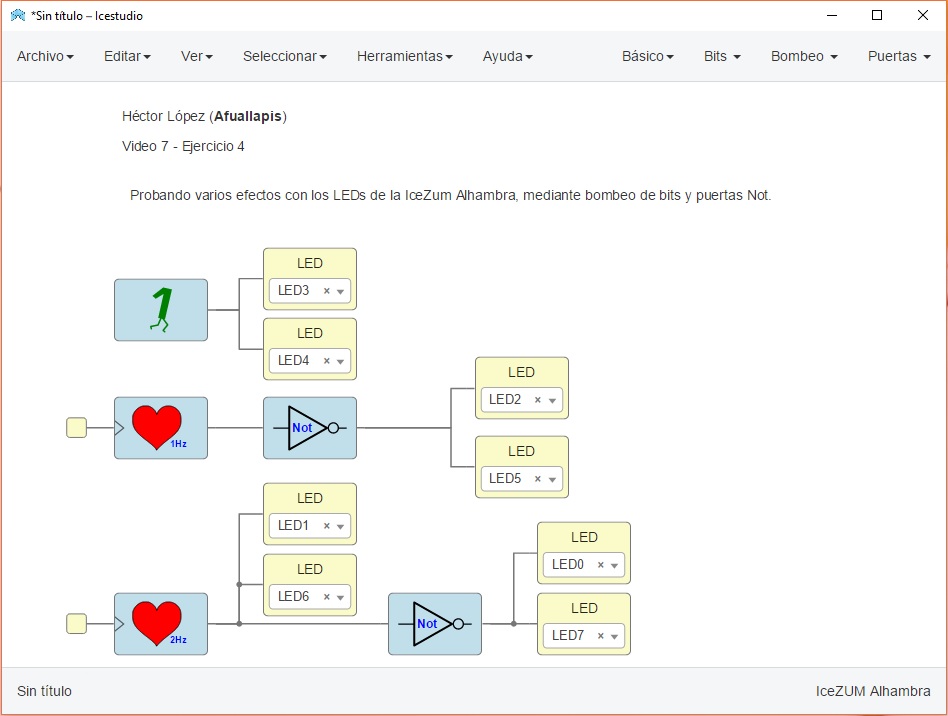 *Sin título – Icestudio
Archivo Editar Ver Seleccionar Herramientas Ayuda Básico Bits Bombeo Puertas
Héctor López (Afuallapis)
Video 7 - Ejercicio 4
Probando varios efectos con los LEDs de la IceZum Alhambra, mediante bombeo de bits y puertas Not.
LED
LED3 ×
1
LED
LED4 ×
LED
LED2 ×
1Hz
Not
LED
LED5 ×
LED
LED1 ×
LED
LED0 ×
LED
LED6 ×
2Hz
Not
LED
LED7 ×
Sin título
IceZUM Alhambra